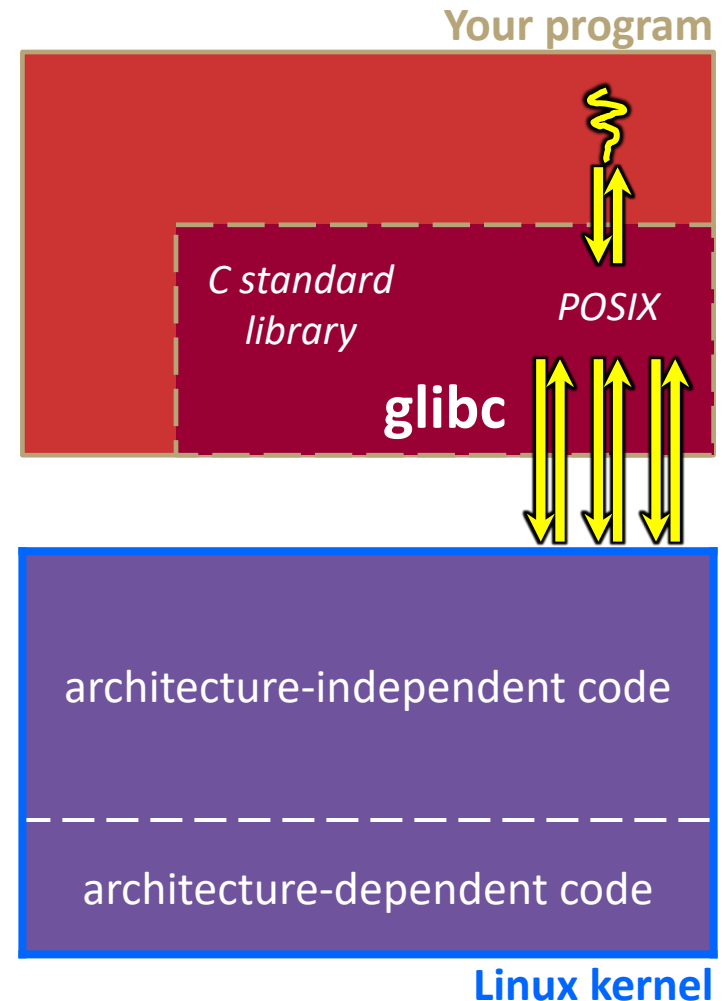 Your program
C standard
library
POSIX
glibc
architecture-independent code
architecture-dependent code
Linux kernel